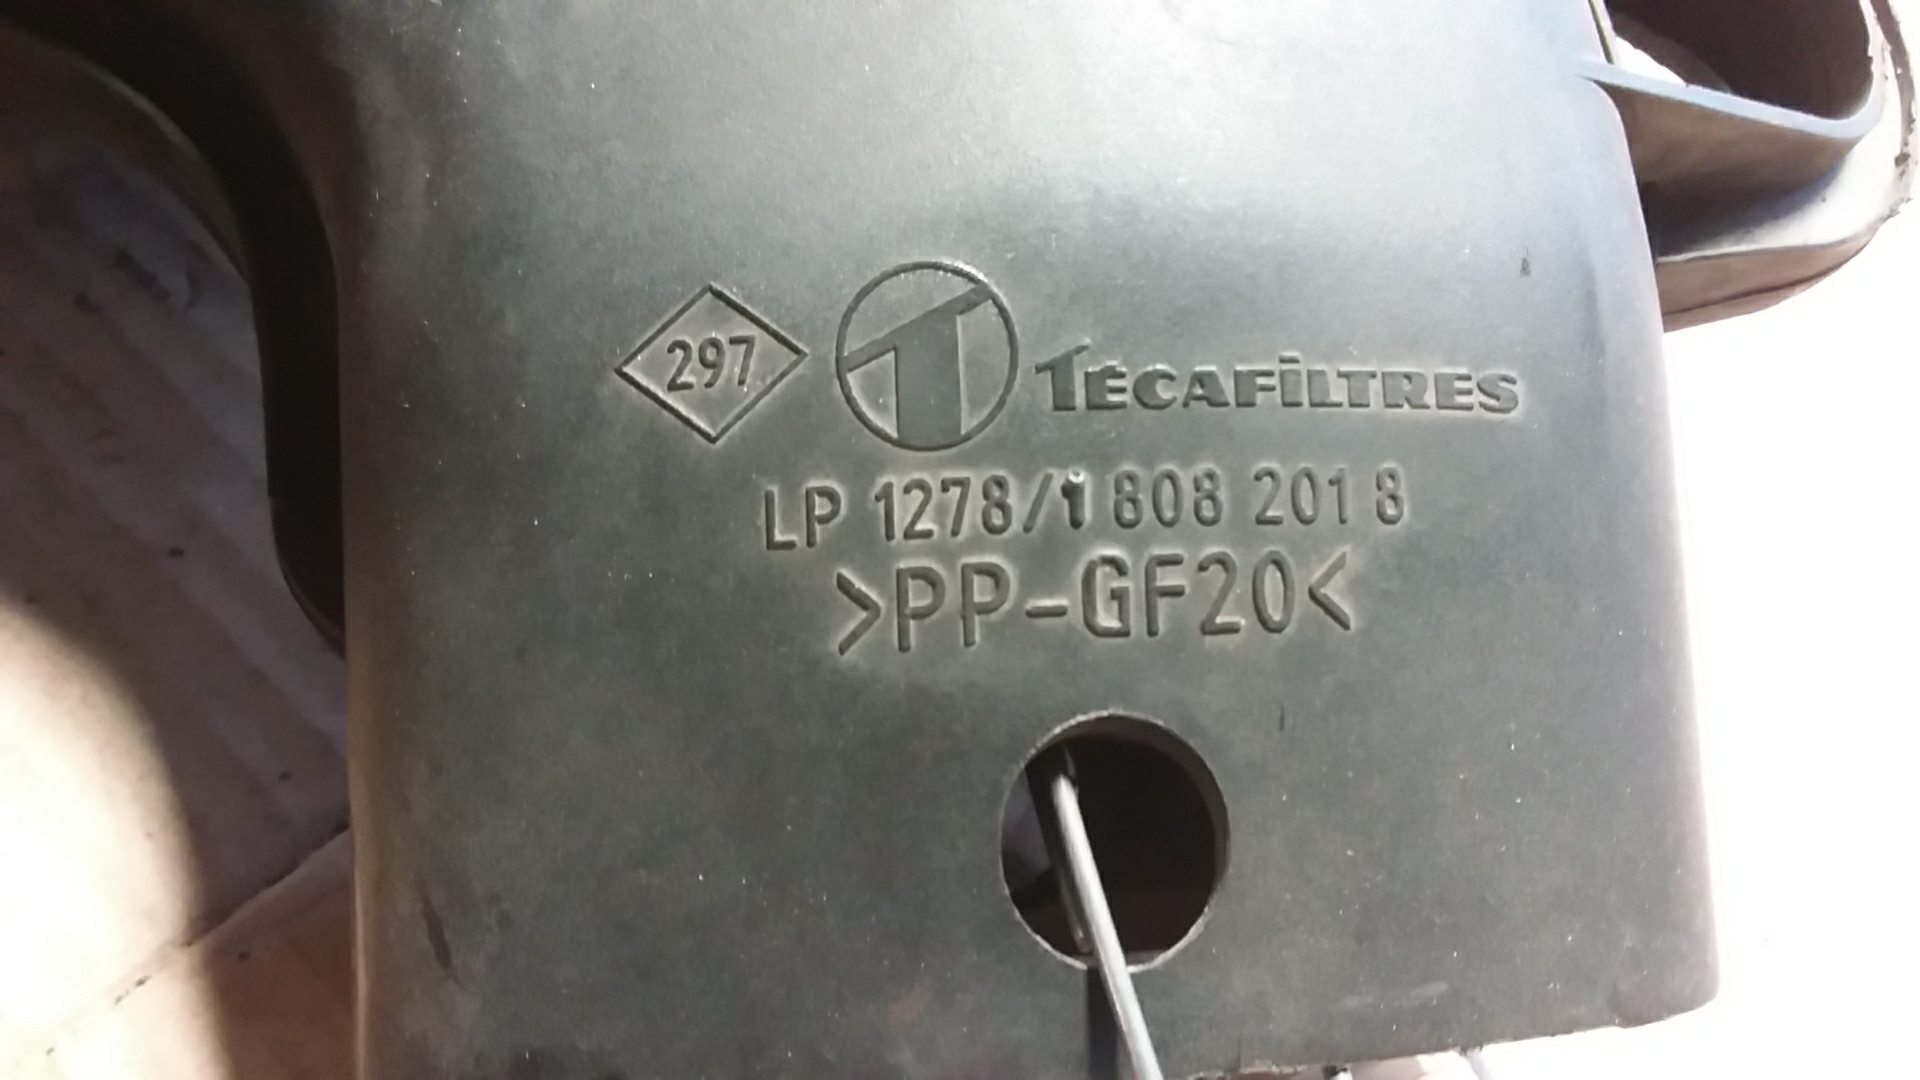 297 TECAFILTRES
LP 1278/1 808 201 8
>PP-GF20<